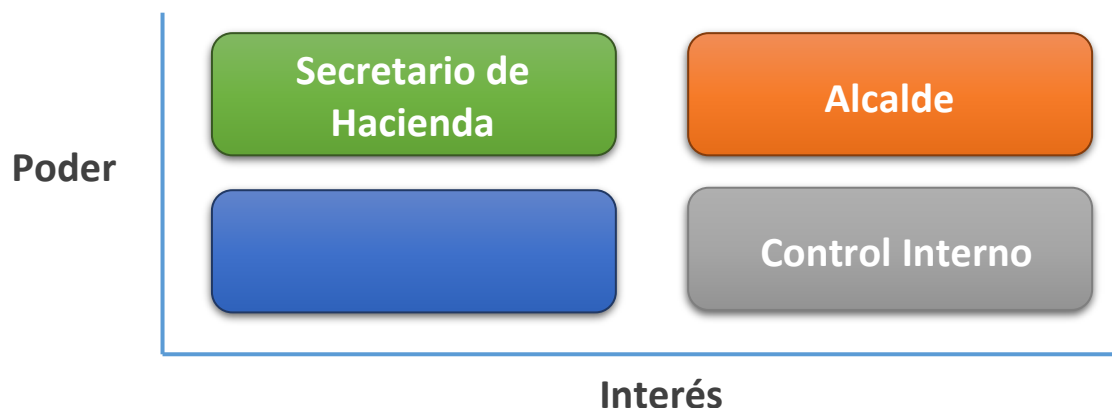 Secretario de
Hacienda
Alcalde
Poder
Control Interno
Interés